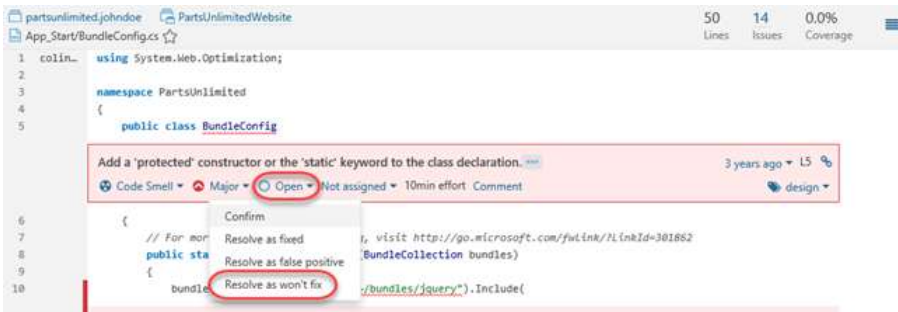 partsunlimited.johndoe PartsUnlimitedWebsite 50 14 0.0%
App_Start/BundleConfig.cs Lines Issues Coverage
1 colin… using System.Web.Optimization;
2
3 namespace PartsUnlimited
4 {
5 public class BundleConfig
Add a 'protected' constructor or the 'static' keyword to the class declaration. ... 3 years ago L5
Code Smell Major Open Not assigned 10min effort Comment design
6 {
Confirm
7 // For mor , visit http://go.microsoft.com/fwlink/?LinkId=301862
Resolve as fixed
8 public sta (BundleCollection bundles)
Resolve as false positive
9 {
Resolve as won't fix
10 bundle ~/bundles/jquery").Include(